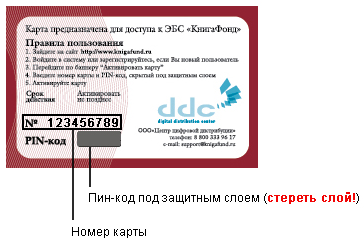 Карта предназначена для доступа к ЭБС «КнигаФонд»
Правила пользования
1. Зайдите на сайт http://www.knigafund.ru
2. Войдите в систему или зарегистрируйтесь, если Вы новый пользователь
3. Перейдите по баннеру "Активировать карту"
4. Введите номер карты и PIN-код, скрытый под защитным слоем
5. Активируйте карту
Срок действия
Активировать не позднее
ddc
digital distribution center
№ 123456789
ООО«Центр цифровой дистрибуции»
телефон: 8 800 333 96 17
e-mail: support@knigafund.ru
PIN-код
Пин-код под защитным слоем (стереть слой!)
Номер карты